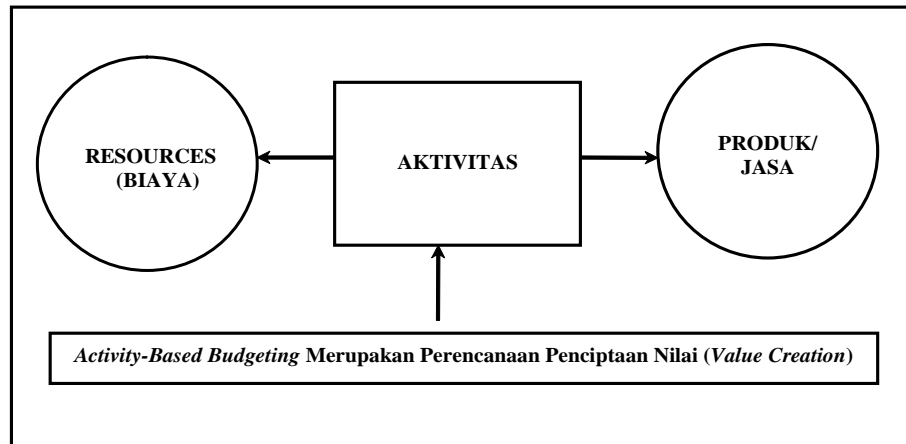 RESOURCES
(BIAYA)
AKTIVITAS
PRODUK/
JASA
Activity-Based Budgeting Merupakan Perencanaan Penciptaan Nilai (Value Creation)